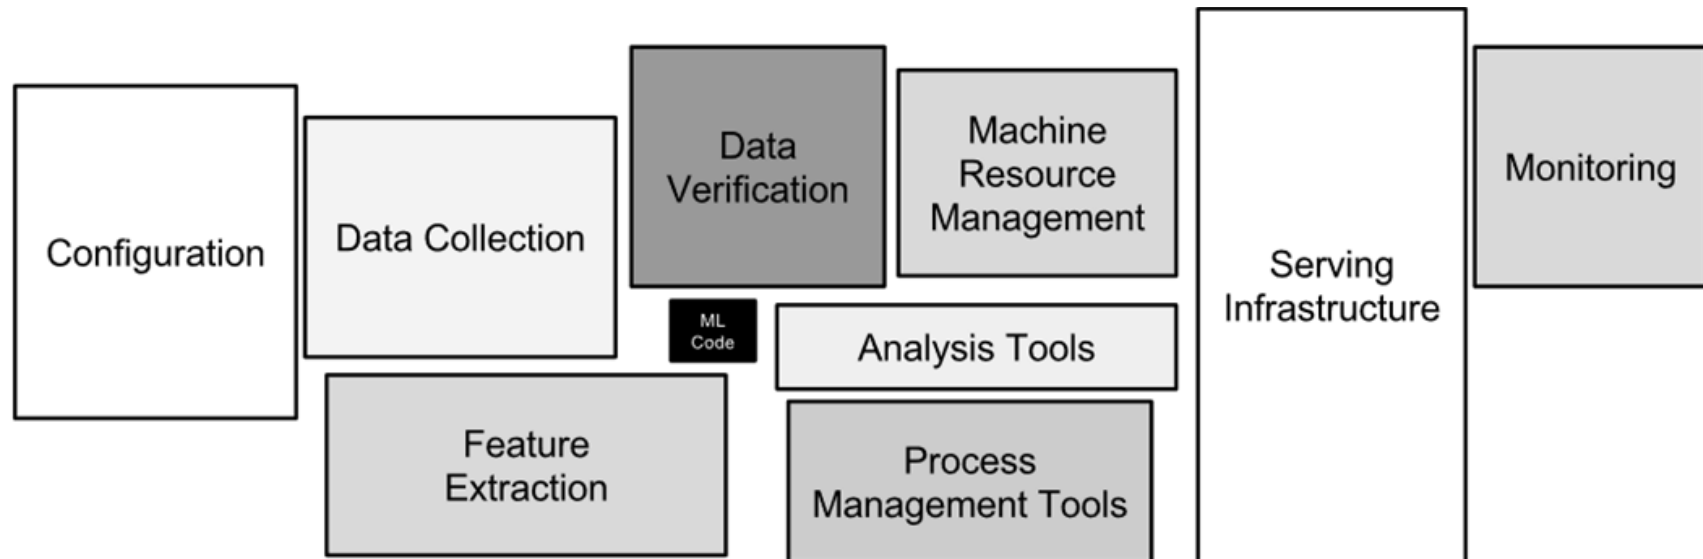 Configuration
Data Collection
Data
Verification
Machine
Resource
Management
Serving
Infrastructure
Monitoring
ML
Code
Analysis Tools
Feature
Extraction
Process
Management Tools